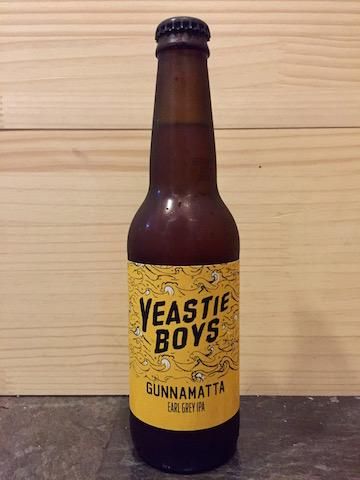 YEASTIE
BOYS
GUNNAMATTA
EARL GREY IPA